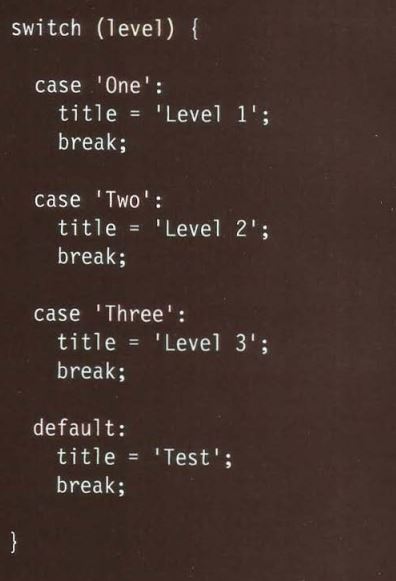 switch (level) {
case 'One':
title = 'Level 1';
break;
case 'Two':
title = 'Level 2';
break;
case 'Three':
title = 'Level 3';
break;
default:
title = 'Test';
break;
}